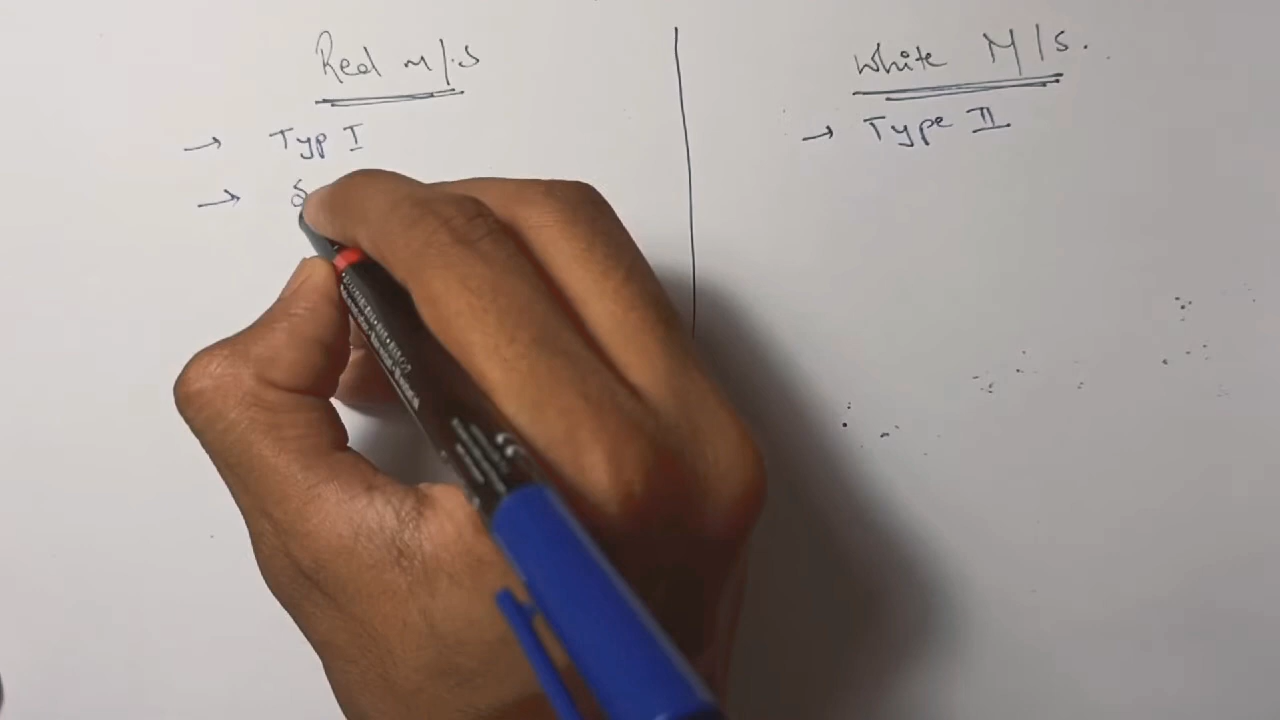 Red m/s
→ Typ I
→ S
White M/S.
→ Type II